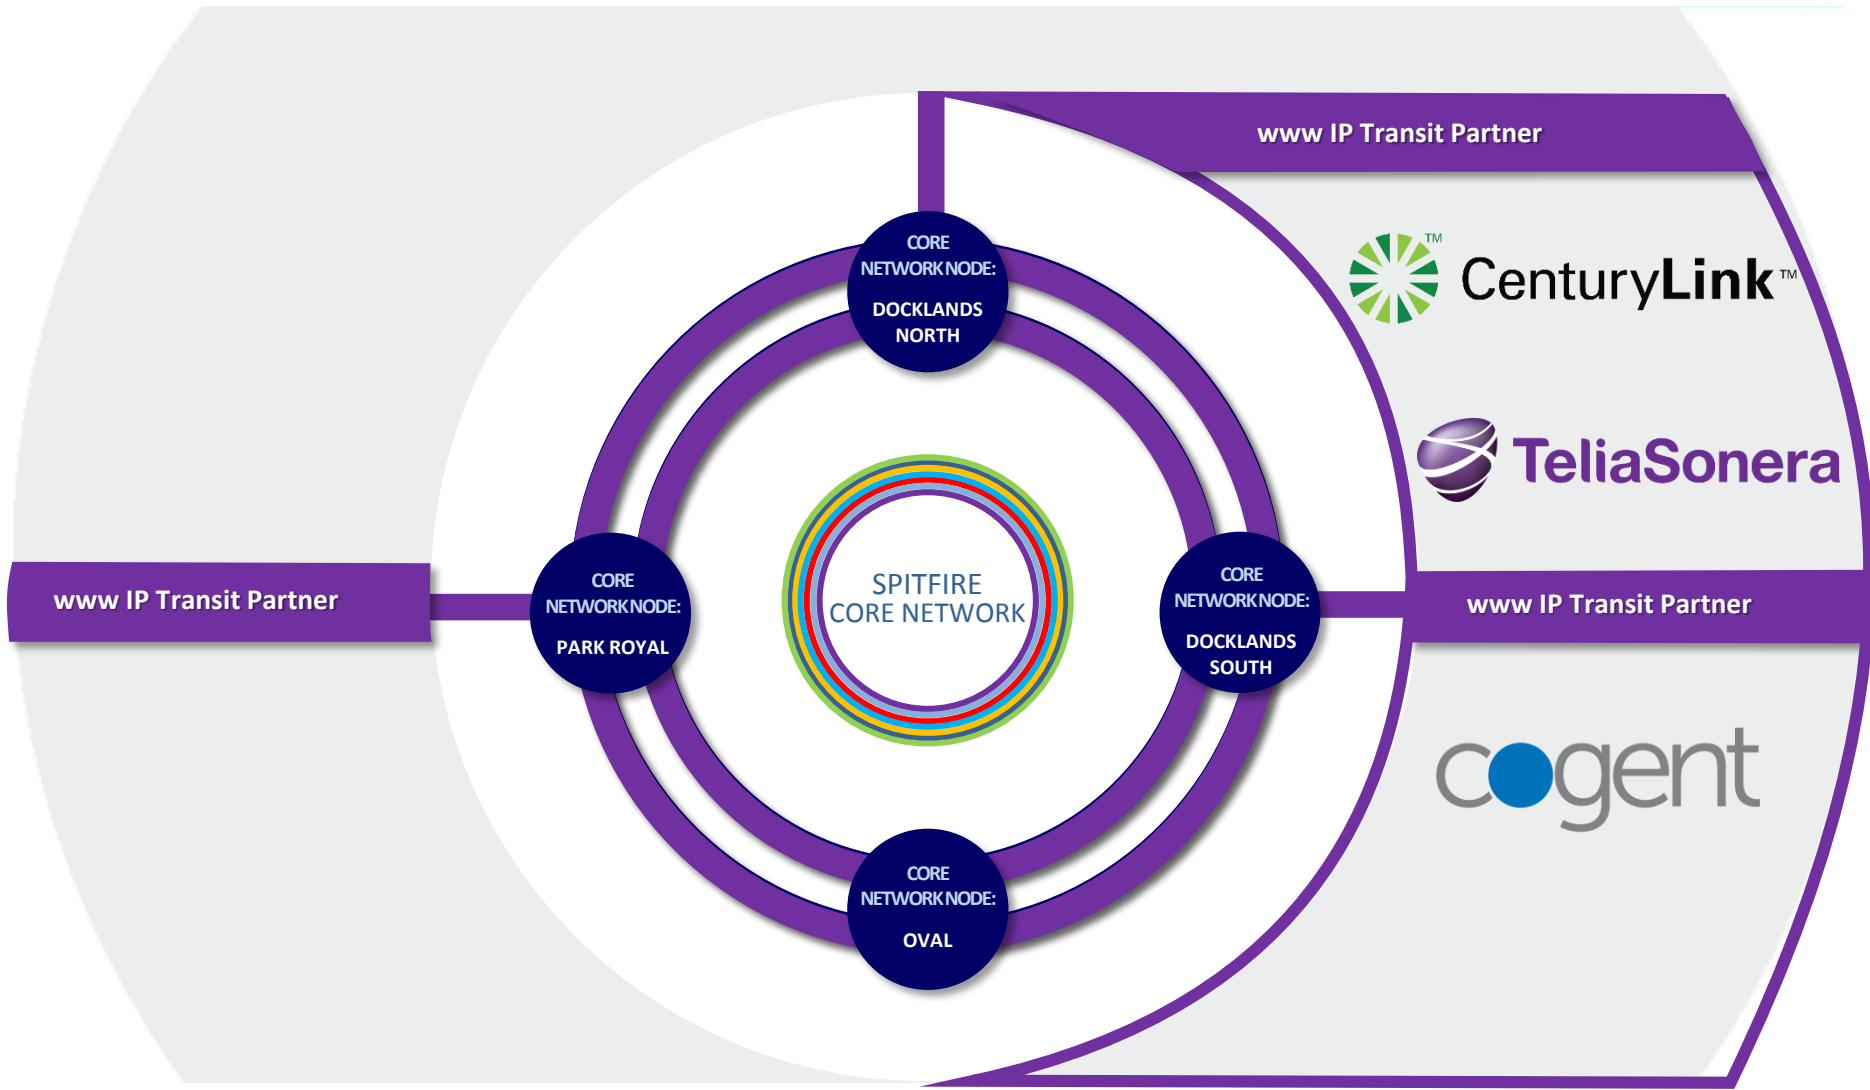 www IP Transit Partner
CORE
NETWORK NODE:
DOCKLANDS
NORTH
CenturyLink™
TM
TeliaSonera
www IP Transit Partner
CORE
NETWORK NODE:
PARK ROYAL
SPITFIRE
CORE NETWORK
CORE
NETWORK NODE:
DOCKLANDS
SOUTH
www IP Transit Partner
cogent
CORE
NETWORK NODE:
OVAL